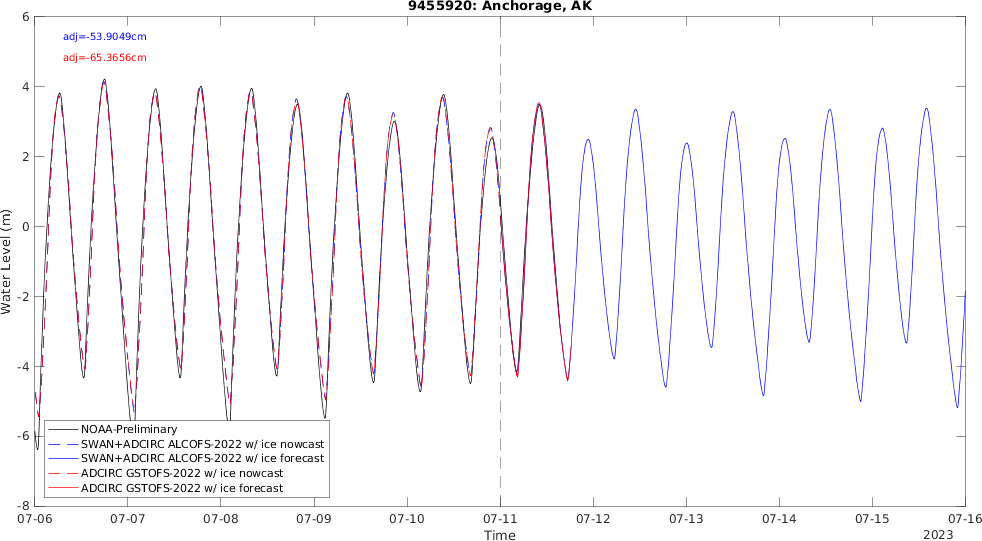 9455920: Anchorage, AK
adj=-53.9049cm
adj=-65.3656cm
6
4
2
0
-2
-4
-6
-8
Water Level (m)
NOAA-Preliminary
SWAN+ADCIRC ALCOFS-2022 w/ ice nowcast
SWAN+ADCIRC ALCOFS-2022 w/ ice forecast
ADCIRC GSTOFS-2022 w/ ice nowcast
ADCIRC GSTOFS-2022 w/ ice forecast
07-06 07-07 07-08 07-09 07-10 07-11 07-12 07-13 07-14 07-15 07-16
Time
2023